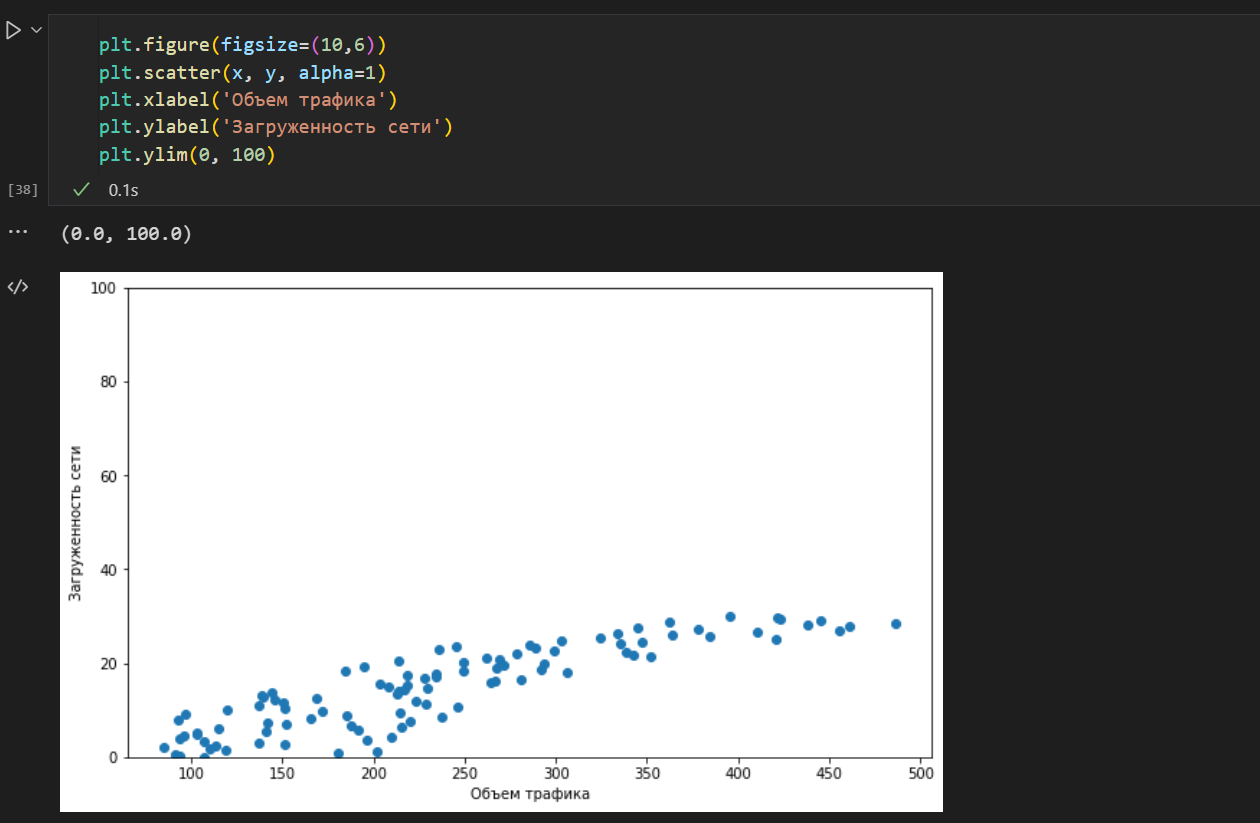 plt.figure(figsize=(10,6))
plt.scatter(x, y, alpha=1)
plt.xlabel('Объем трафика')
plt.ylabel('Загруженность сети')
plt.ylim(0, 100)
[38]
0.1s
(0.0, 100.0)
100
80
60
40
20
0
Загруженность сети
100 150 200 250 300 350 400 450 500
Объем трафика